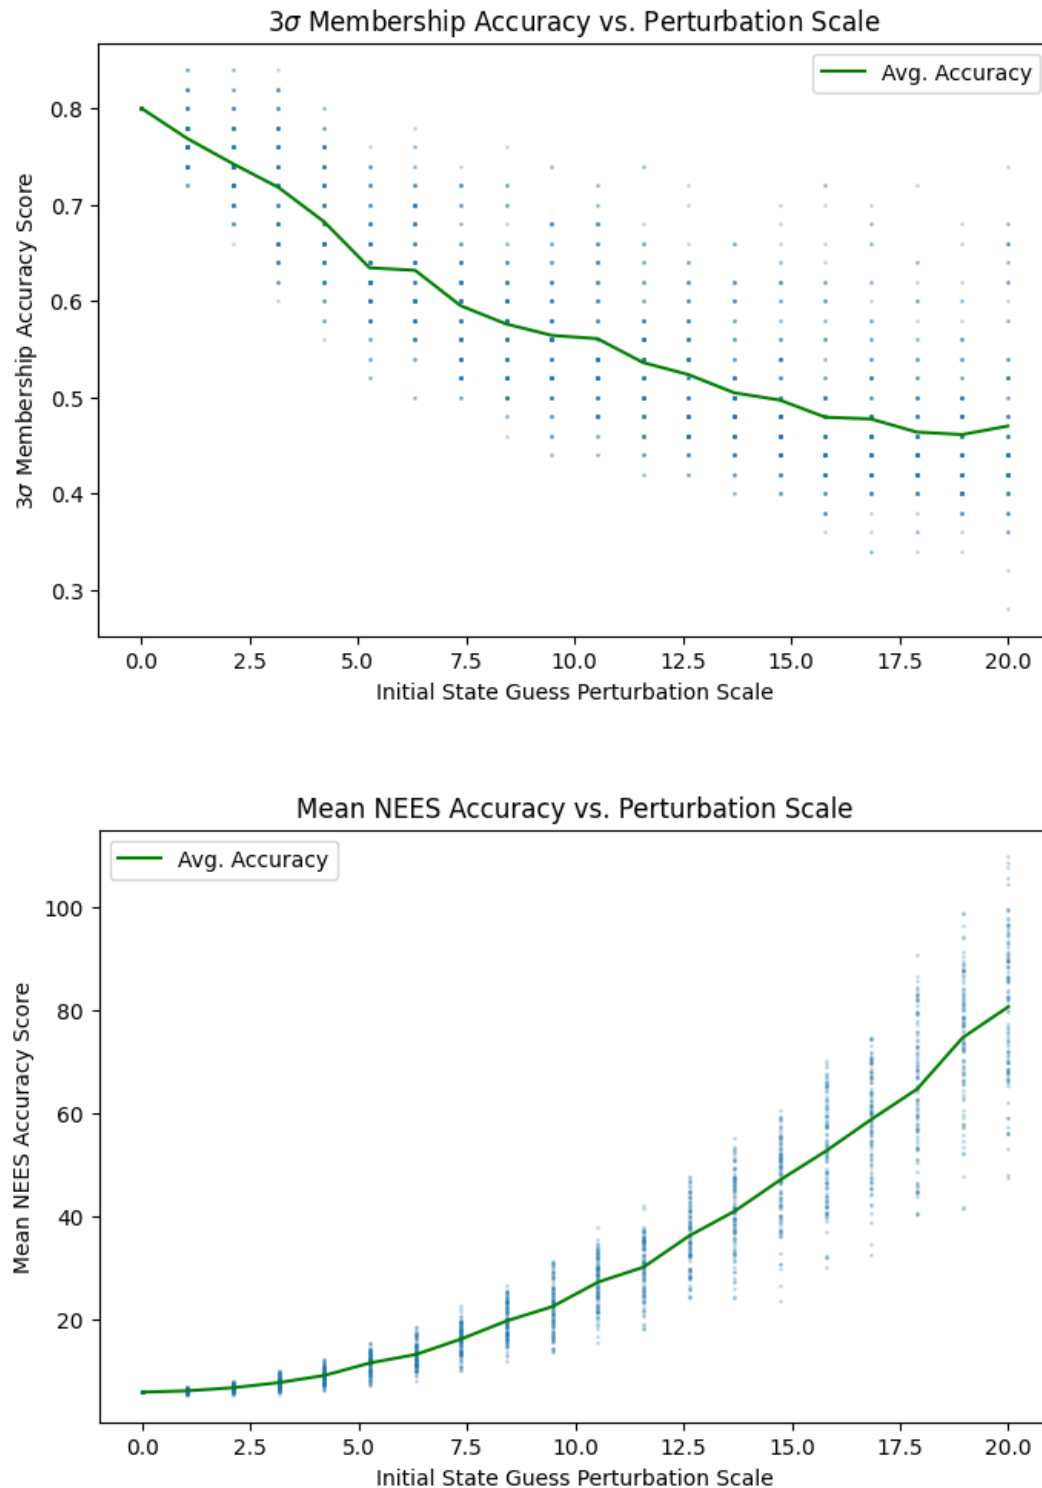 3σ Membership Accuracy vs. Perturbation Scale
Avg. Accuracy
3σ Membership Accuracy Score
0.8
0.7
0.6
0.5
0.4
0.3
0.0 2.5 5.0 7.5 10.0 12.5 15.0 17.5 20.0
Initial State Guess Perturbation Scale
Mean NEES Accuracy vs. Perturbation Scale
Avg. Accuracy
Mean NEES Accuracy Score
100
80
60
40
20
0.0 2.5 5.0 7.5 10.0 12.5 15.0 17.5 20.0
Initial State Guess Perturbation Scale